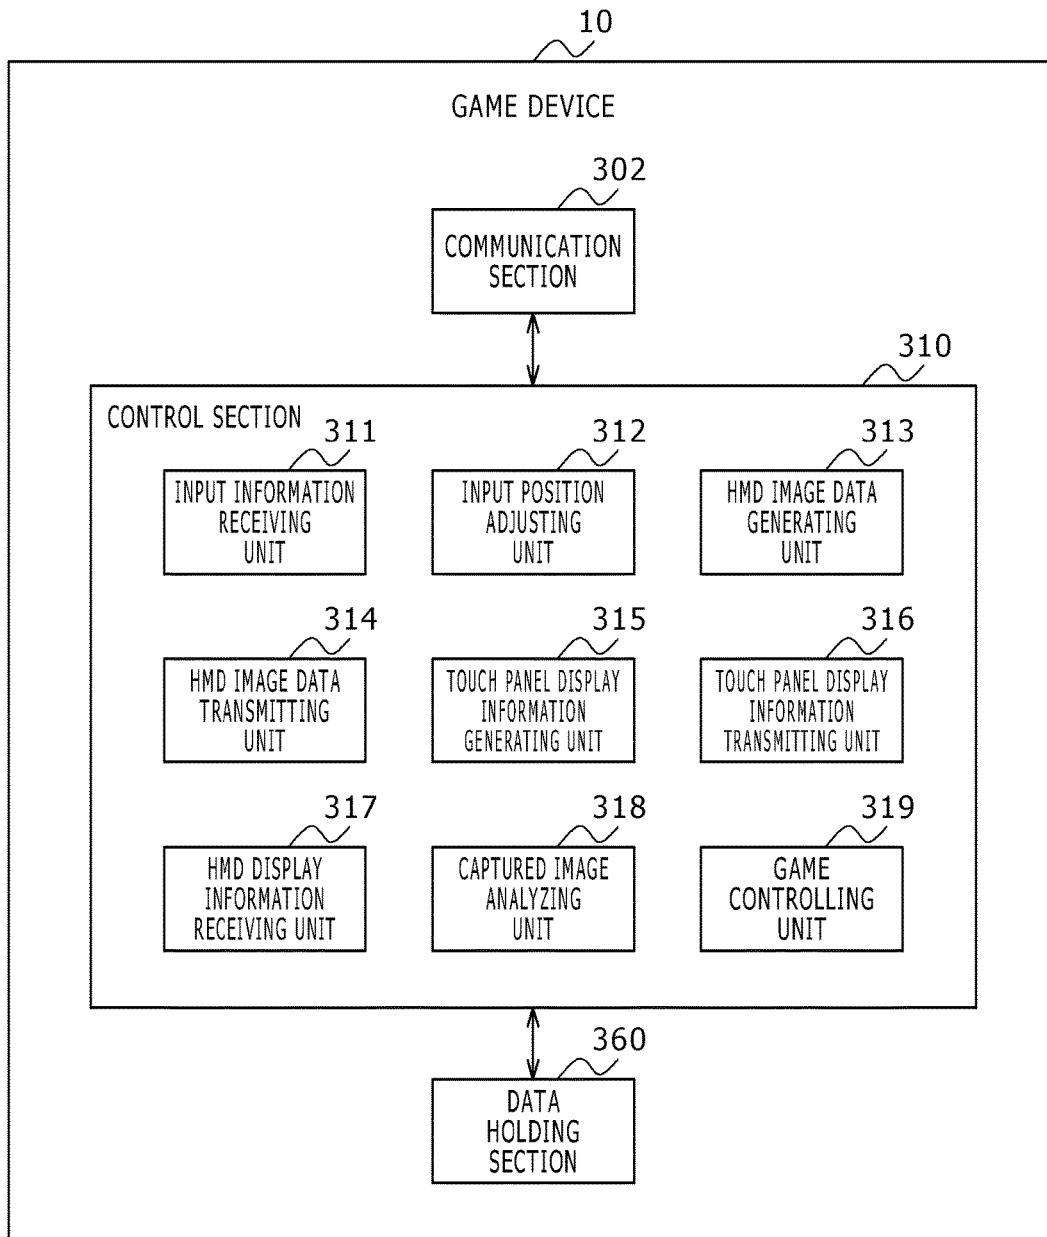 10
GAME DEVICE
302
COMMUNICATION
SECTION
310
CONTROL SECTION
311
INPUT INFORMATION
RECEIVING
UNIT
312
INPUT POSITION
ADJUSTING
UNIT
313
HMD IMAGE DATA
GENERATING
UNIT
314
HMD IMAGE DATA
TRANSMITTING
UNIT
315
TOUCH PANEL DISPLAY
INFORMATION
GENERATING UNIT
316
TOUCH PANEL DISPLAY
INFORMATION
TRANSMITTING UNIT
317
HMD DISPLAY
INFORMATION
RECEIVING UNIT
318
CAPTURED IMAGE
ANALYZING
UNIT
319
GAME
CONTROLLING
UNIT
360
DATA
HOLDING
SECTION